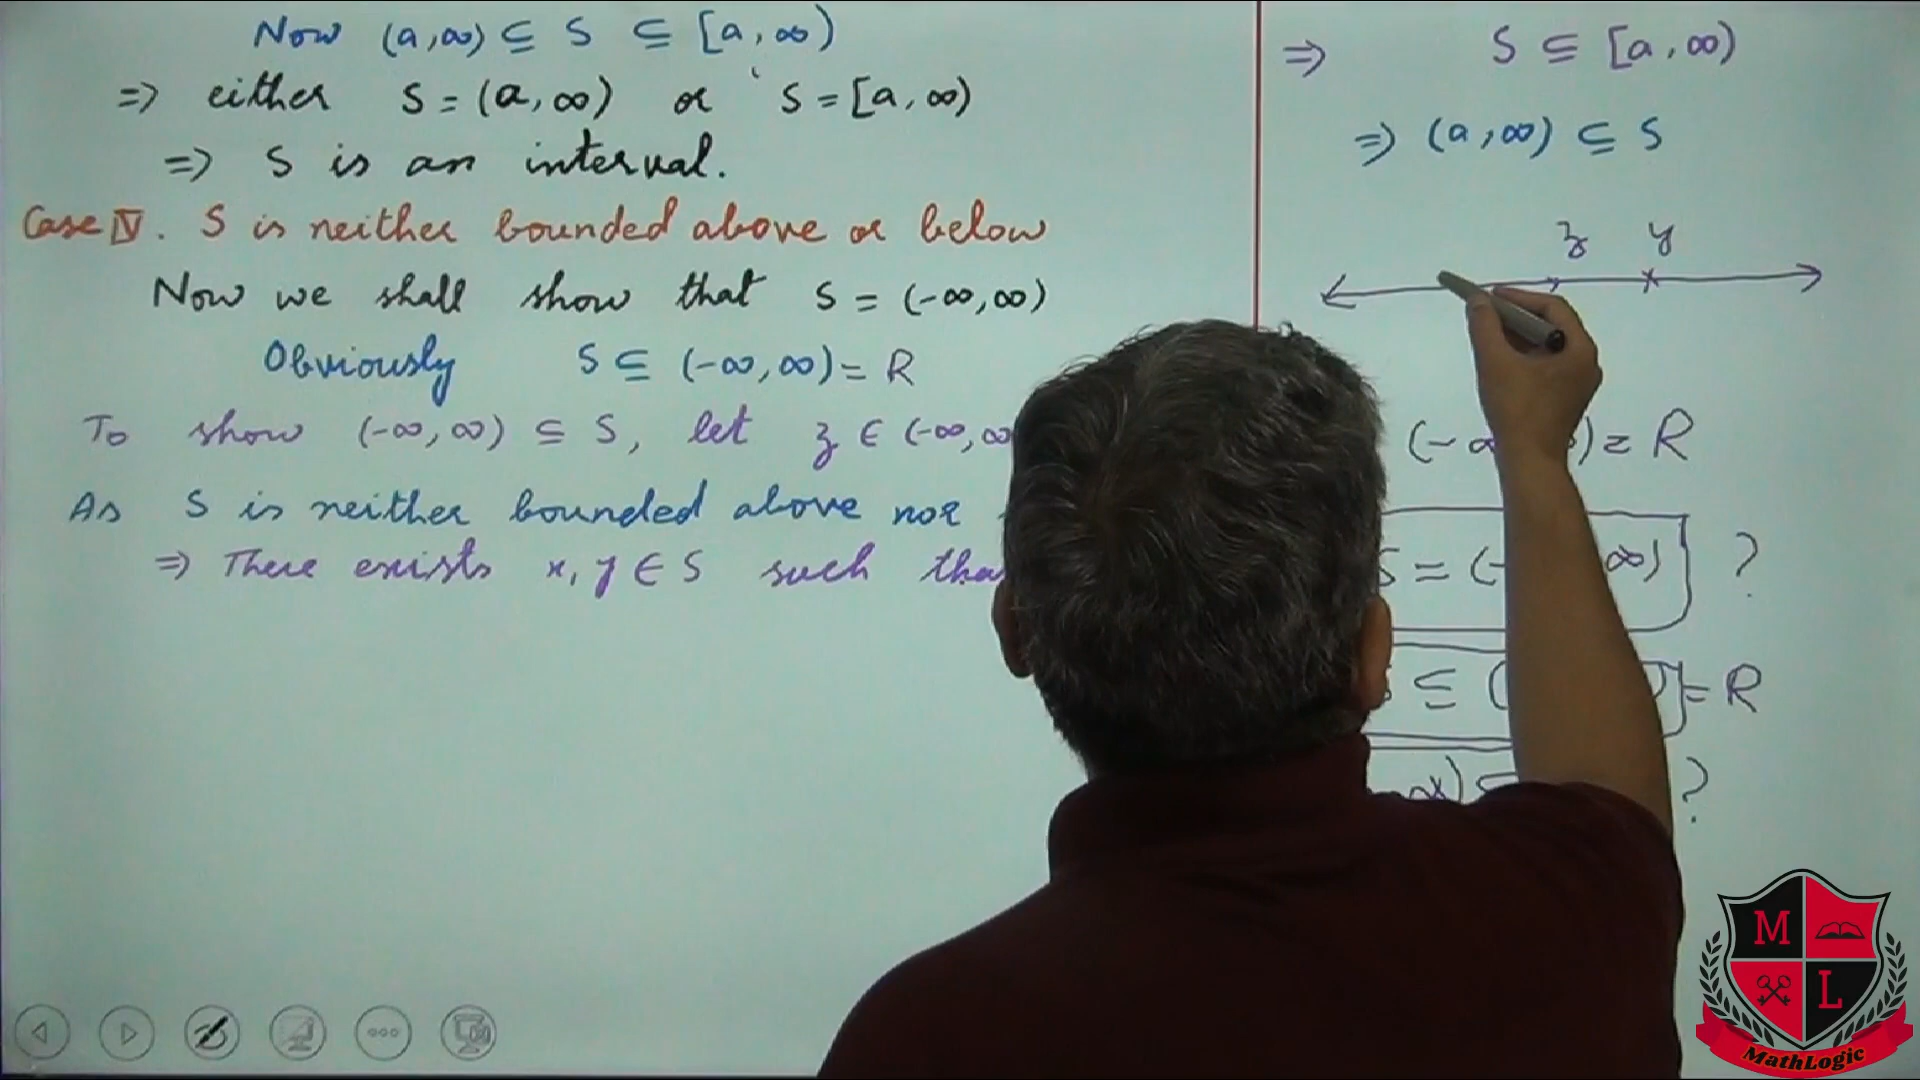 Now (a,∞) ⊆ S ⊆ [a,∞)
⇒ either S = (a,∞) or S = [a,∞)
⇒ S is an interval.
Case IV. S is neither bounded above or below
Now we shall show that S = (-∞,∞)
Obviously S ⊆ (-∞,∞) = R
To show (-∞,∞) ⊆ S, let z ∈ (-∞,∞
As S is neither bounded above nor
⇒ There exists x, y ∈ S such
⇒ S ⊆ [a,∞)
⇒ (a,∞) ⊆ S
z y
(- ) = R
S = (- ∞) ?
⊆ ( ) = R
?
M
L
MathLogic